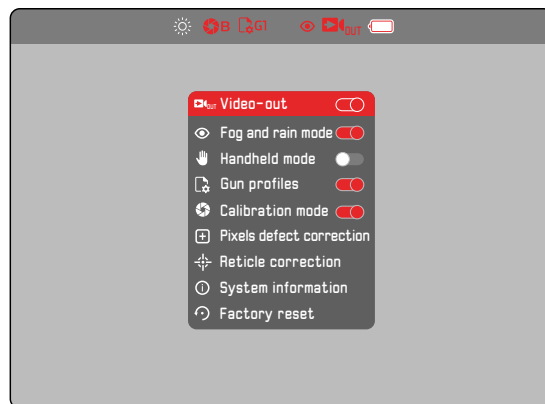 B G1 OUT
OUT Video-out
Fog and rain mode
Handheld mode
Gun profiles
Calibration mode
Pixels defect correction
Reticle correction
System information
Factory reset